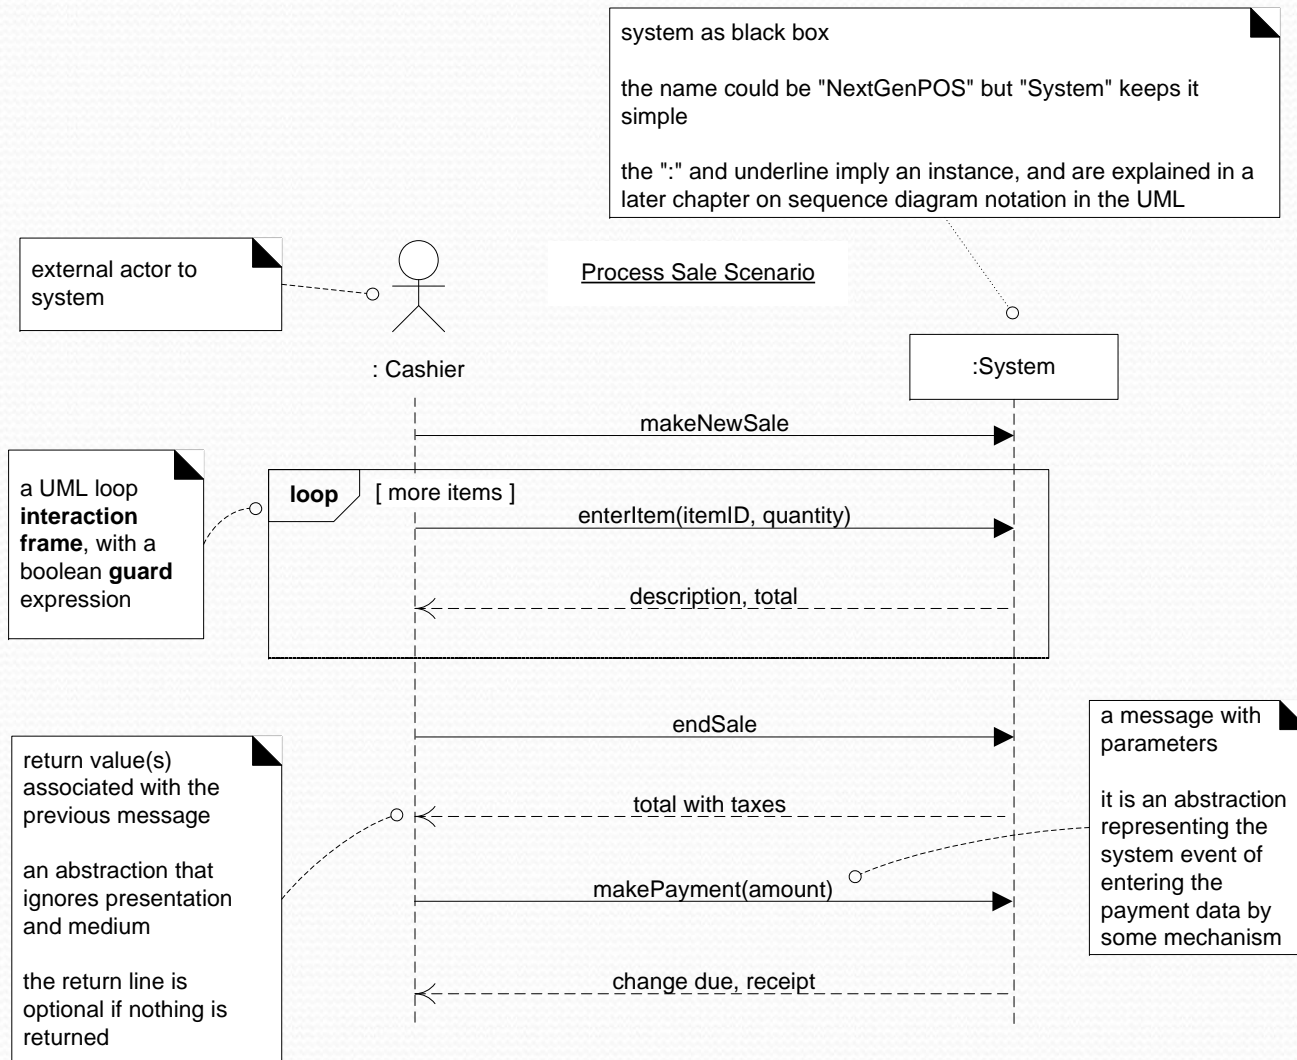 system as black box
the name could be "NextGenPOS" but "System" keeps it
simple
the ":" and underline imply an instance, and are explained in a
later chapter on sequence diagram notation in the UML
external actor to
system
Process Sale Scenario
: Cashier
:System
makeNewSale
a UML loop
interaction
frame, with a
boolean guard
expression
loop
[ more items ]
enterItem(itemID, quantity)
description, total
endSale
a message with
parameters
it is an abstraction
representing the
system event of
entering the
payment data by
some mechanism
return value(s)
associated with the
previous message
an abstraction that
ignores presentation
and medium
the return line is
optional if nothing is
returned
total with taxes
makePayment(amount)
change due, receipt